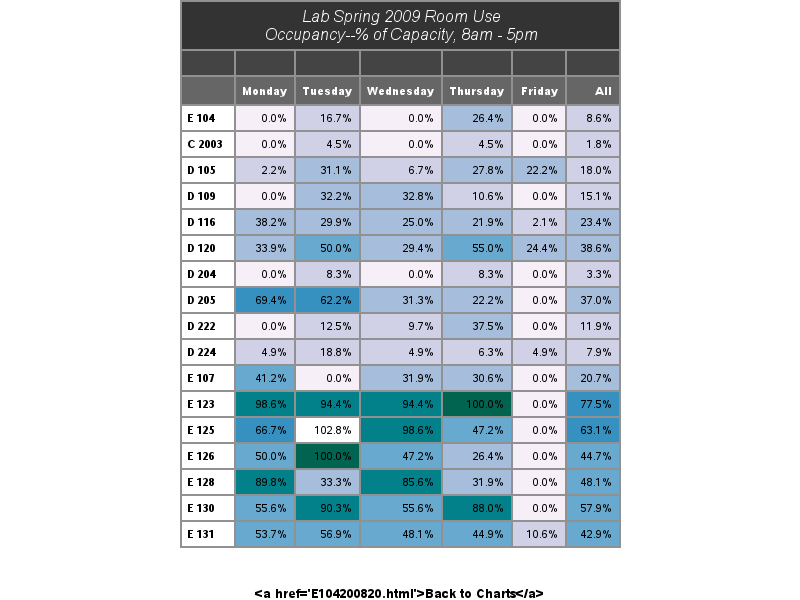 Lab Spring 2009 Room Use
Occupancy--% of Capacity, 8am - 5pm
Monday Tuesday Wednesday Thursday Friday All
E 104 0.0% 16.7% 0.0% 26.4% 0.0% 8.6%
C 2003 0.0% 4.5% 0.0% 4.5% 0.0% 1.8%
D 105 2.2% 31.1% 6.7% 27.8% 22.2% 18.0%
D 109 0.0% 32.2% 32.8% 10.6% 0.0% 15.1%
D 116 38.2% 29.9% 25.0% 21.9% 2.1% 23.4%
D 120 33.9% 50.0% 29.4% 55.0% 24.4% 38.6%
D 204 0.0% 8.3% 0.0% 8.3% 0.0% 3.3%
D 205 69.4% 62.2% 31.3% 22.2% 0.0% 37.0%
D 222 0.0% 12.5% 9.7% 37.5% 0.0% 11.9%
D 224 4.9% 18.8% 4.9% 6.3% 4.9% 7.9%
E 107 41.2% 0.0% 31.9% 30.6% 0.0% 20.7%
E 123 98.6% 94.4% 94.4% 100.0% 0.0% 77.5%
E 125 66.7% 102.8% 98.6% 47.2% 0.0% 63.1%
E 126 50.0% 100.0% 47.2% 26.4% 0.0% 44.7%
E 128 89.8% 33.3% 85.6% 31.9% 0.0% 48.1%
E 130 55.6% 90.3% 55.6% 88.0% 0.0% 57.9%
E 131 53.7% 56.9% 48.1% 44.9% 10.6% 42.9%
<a href='E104200820.html'>Back to Charts</a>